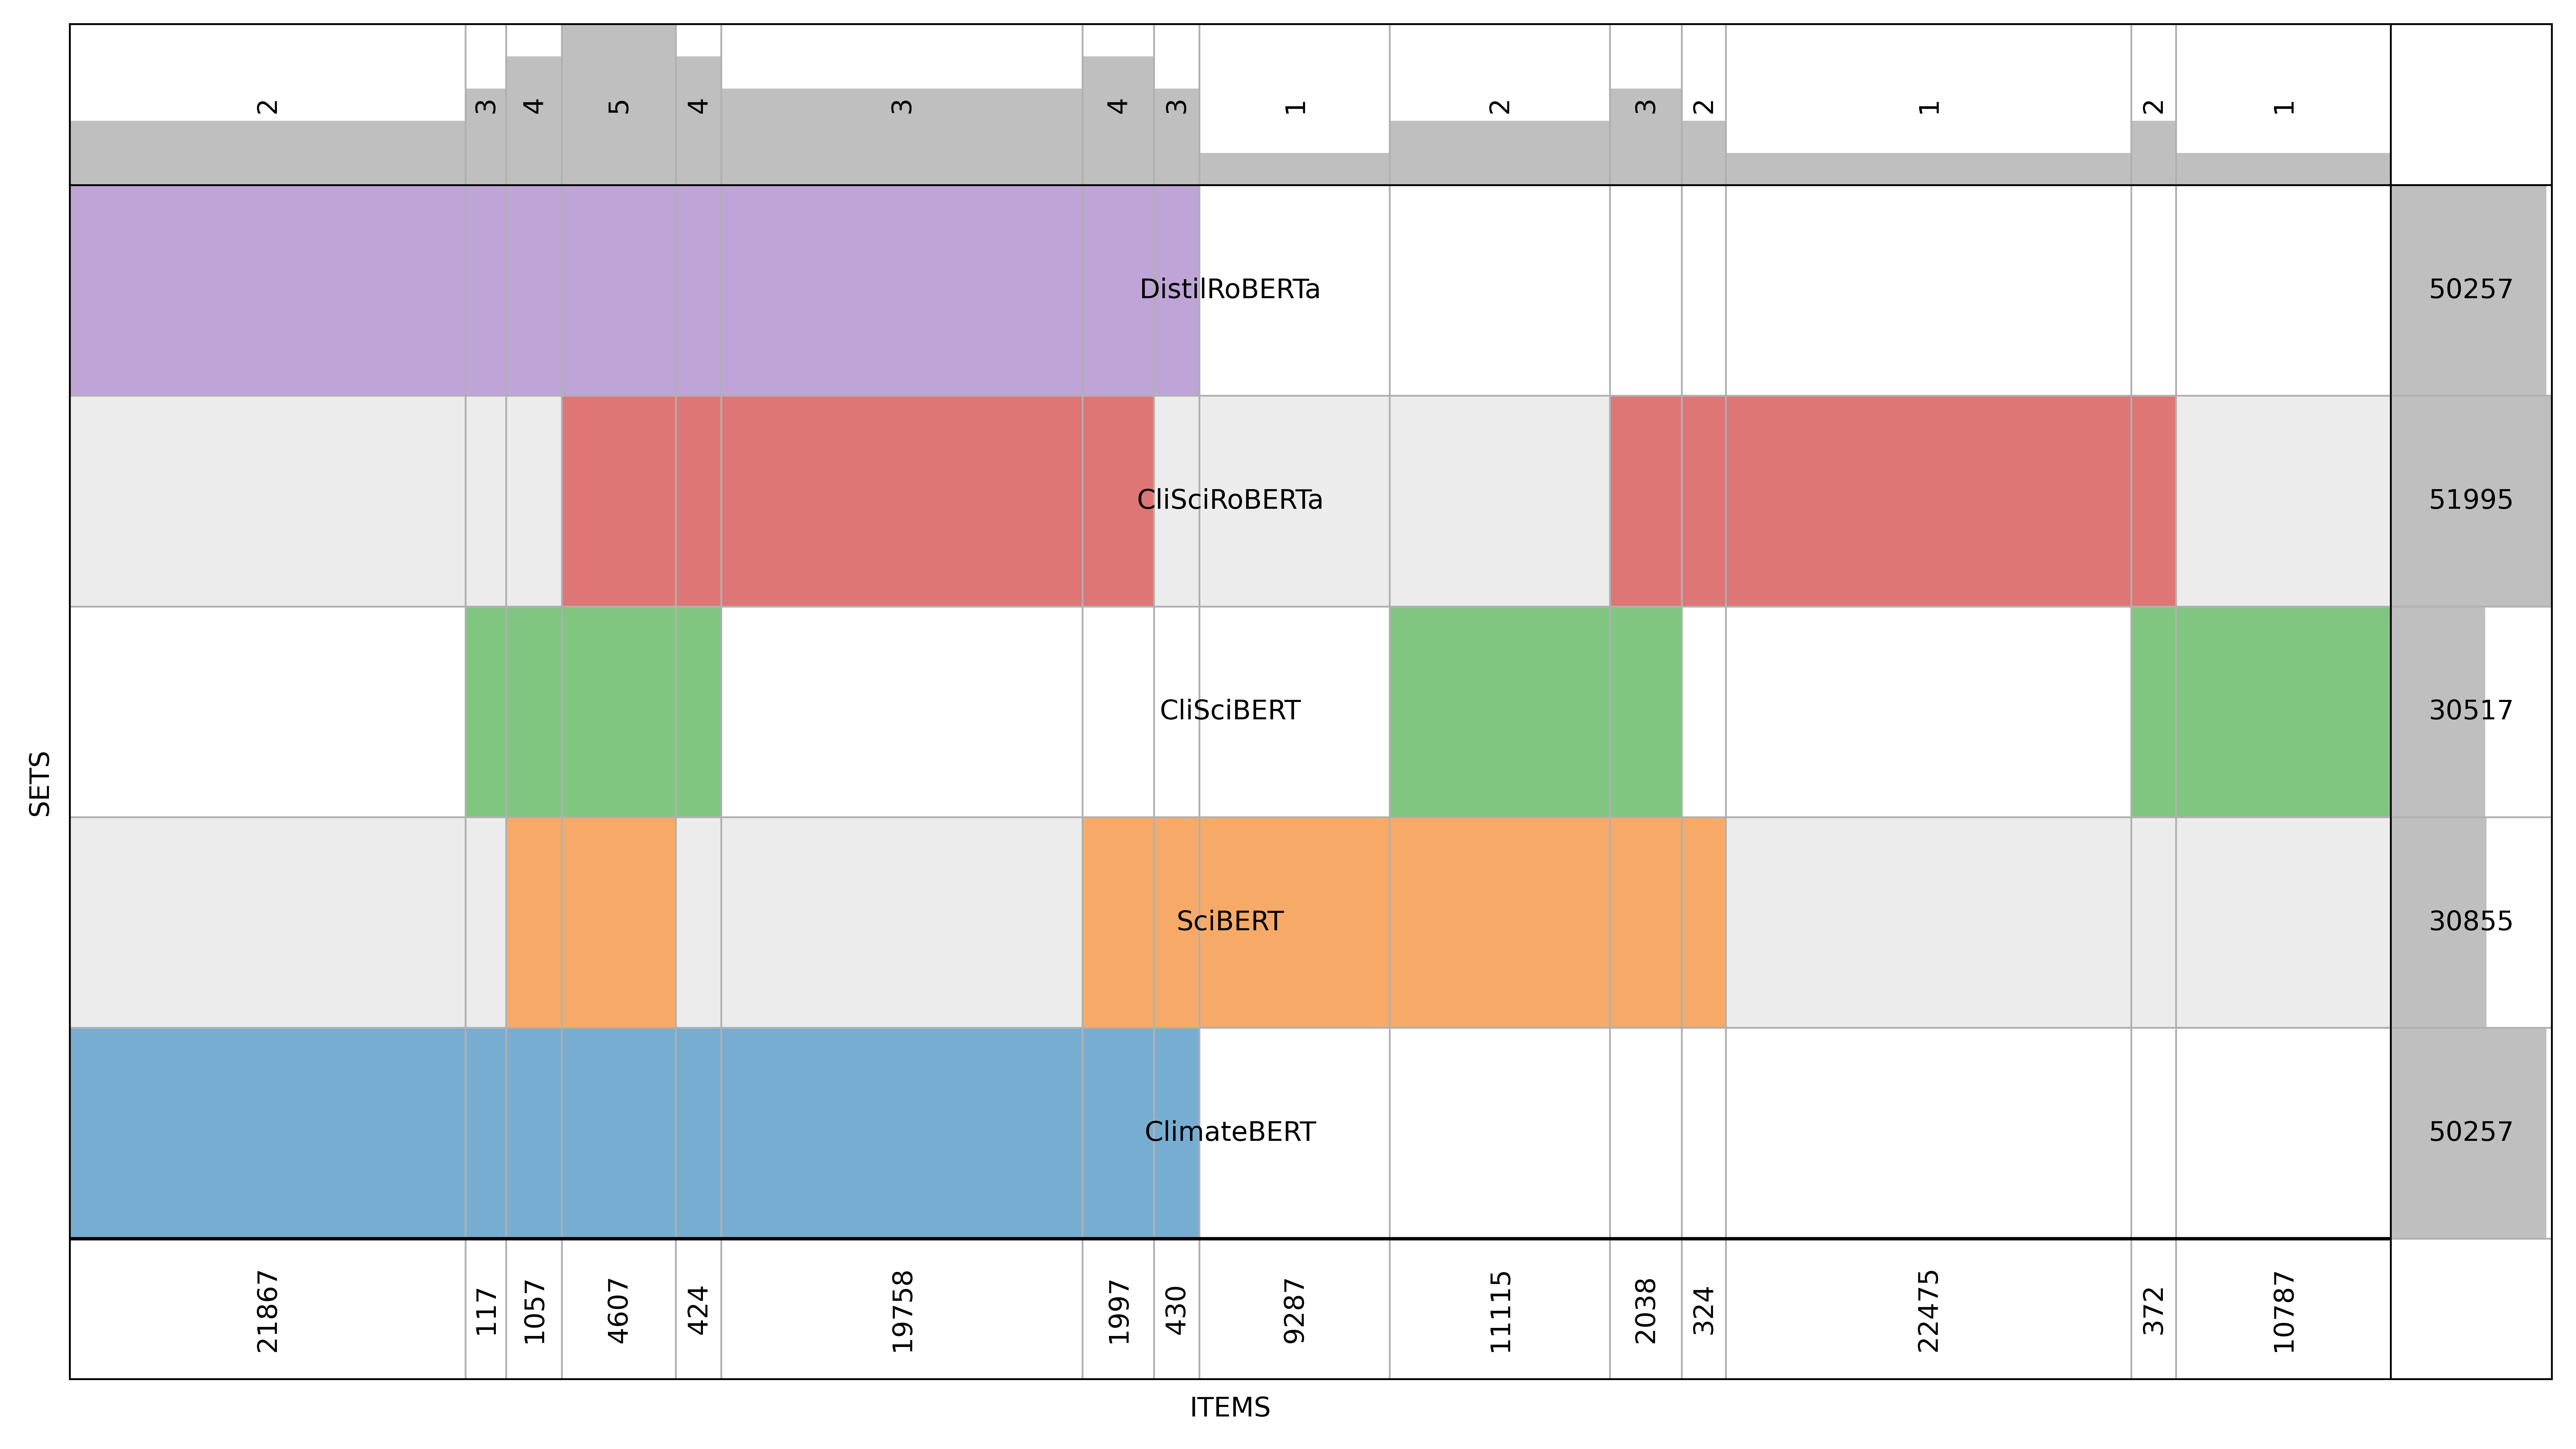 2 3 4 5 4 3 4 3 1 2 3 2 1 2 1
DistilRoBERTa 50257
CliSciRoBERTa 51995
CliSciBERT 30517
SciBERT 30855
ClimateBERT 50257
SETS
21867 117 1057 4607 424 19758 1997 430 9287 11115 2038 324 22475 372 10787
ITEMS